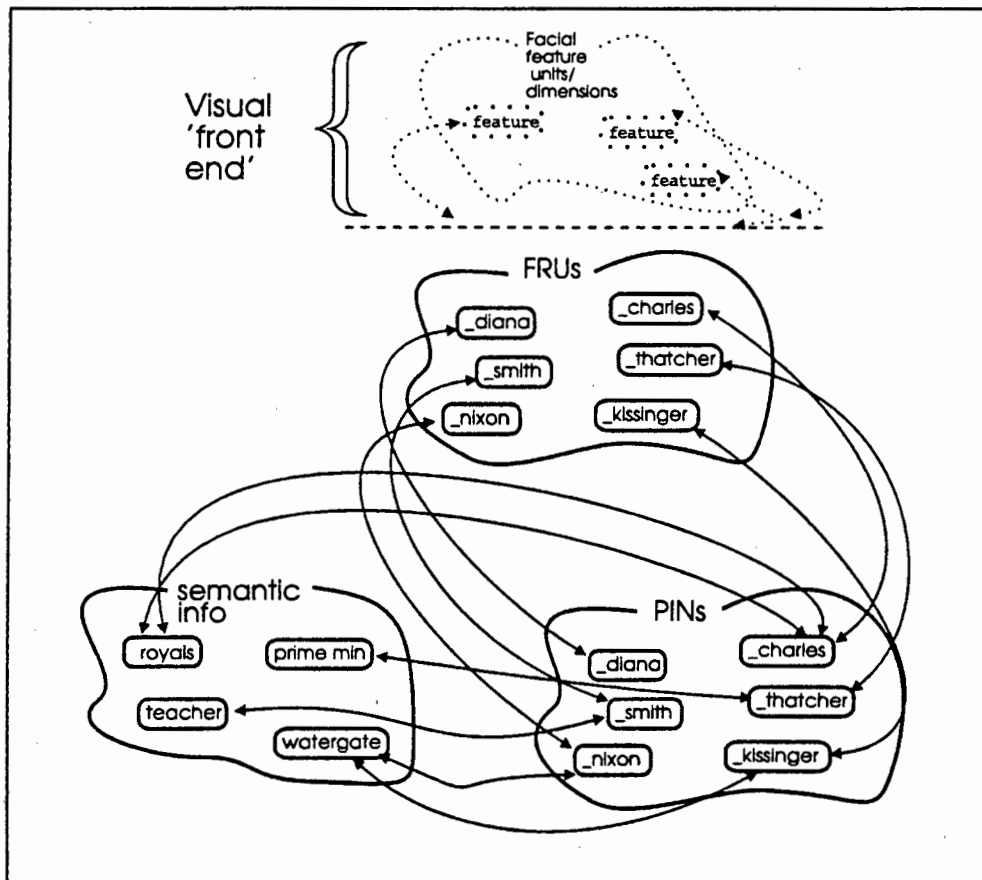 Facial
feature
units/
dimensions
Visual
'front
end'
feature
feature
feature
FRUs
_diana
_charles
_smith
_thatcher
_nixon
_kissinger
semantic
info
PINs
royals
prime min
_diana
_charles
teacher
_smith
_thatcher
watergate
_nixon
_kissinger